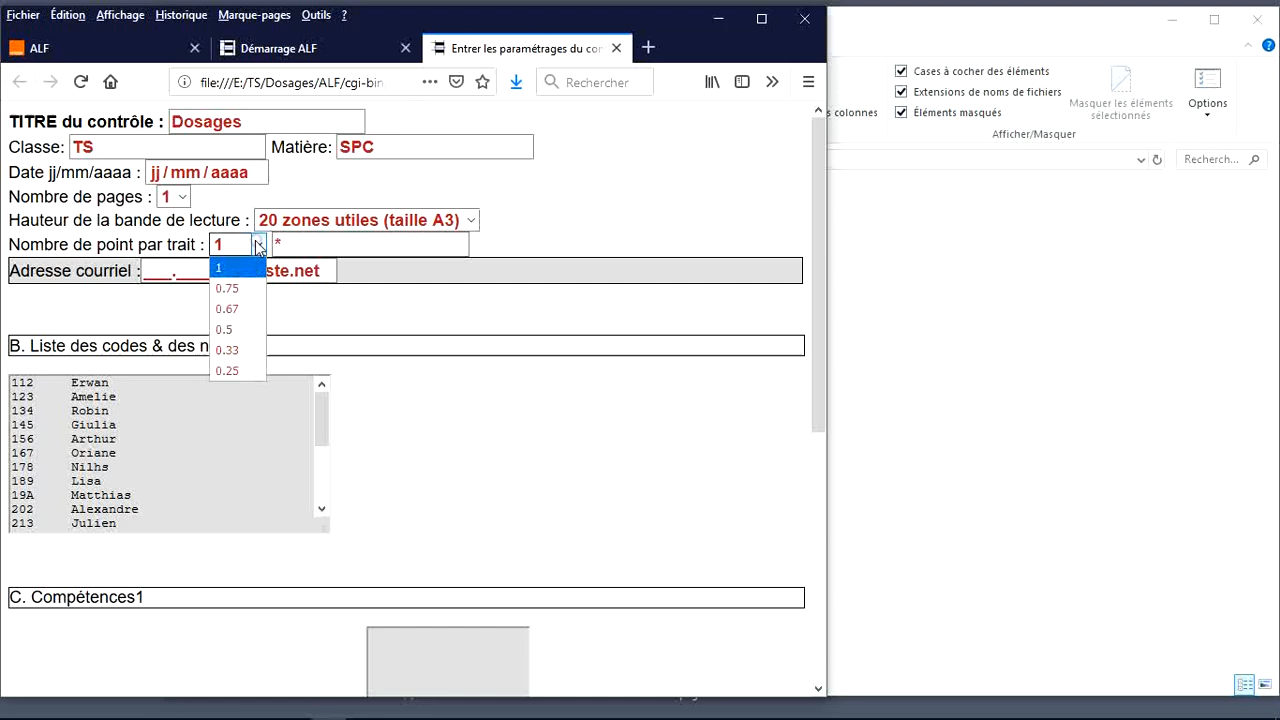 Fichier Édition Affichage Historique Marque-pages Outils ?
ALF
Démarrage ALF
Entrer les paramétrages du con
file:///E:/TS/Dosages/ALF/cgi-bin
Rechercher
TITRE du contrôle : Dosages
Classe: TS Matière: SPC
Date jj/mm/aaaa : jj / mm / aaaa
Nombre de pages : 1
Hauteur de la bande de lecture : 20 zones utiles (taille A3)
Nombre de point par trait : 1 *
Adresse courriel : ___.____ste.net
1
0.75
0.67
0.5
0.33
0.25
B. Liste des codes & des n
112 Erwan
123 Amelie
134 Robin
145 Giulia
156 Arthur
167 Oriane
178 Nilhs
189 Lisa
19A Matthias
202 Alexandre
213 Julien
C. Compétences1
Cases à cocher des éléments
Extensions de noms de fichiers
s colonnes
Éléments masqués
Masquer les éléments
sélectionnés
Options
Afficher/Masquer
Recherch...